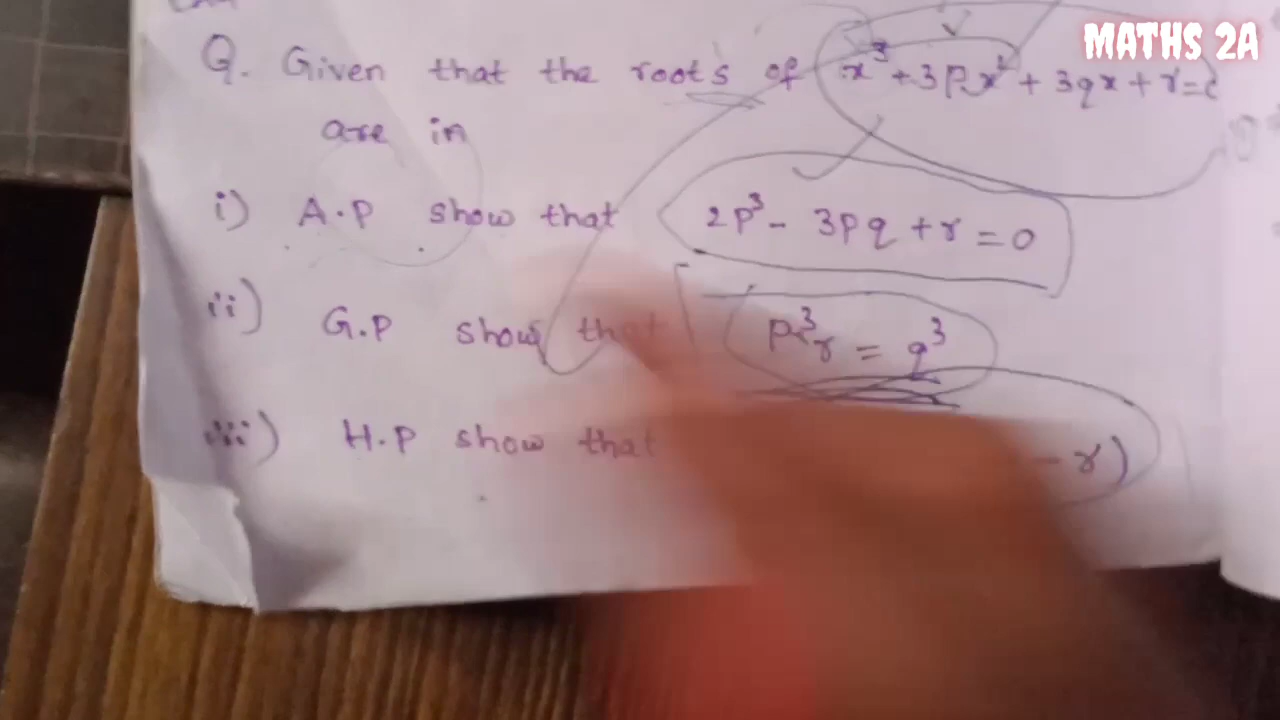 MATHS 2A
Q. Given that the roots of x³+3px²+3qx+r=0
are in
i) A.P show that 2p³- 3pq +r = 0
ii) G.P show that p³r = q³
iii) H.P show that - r)